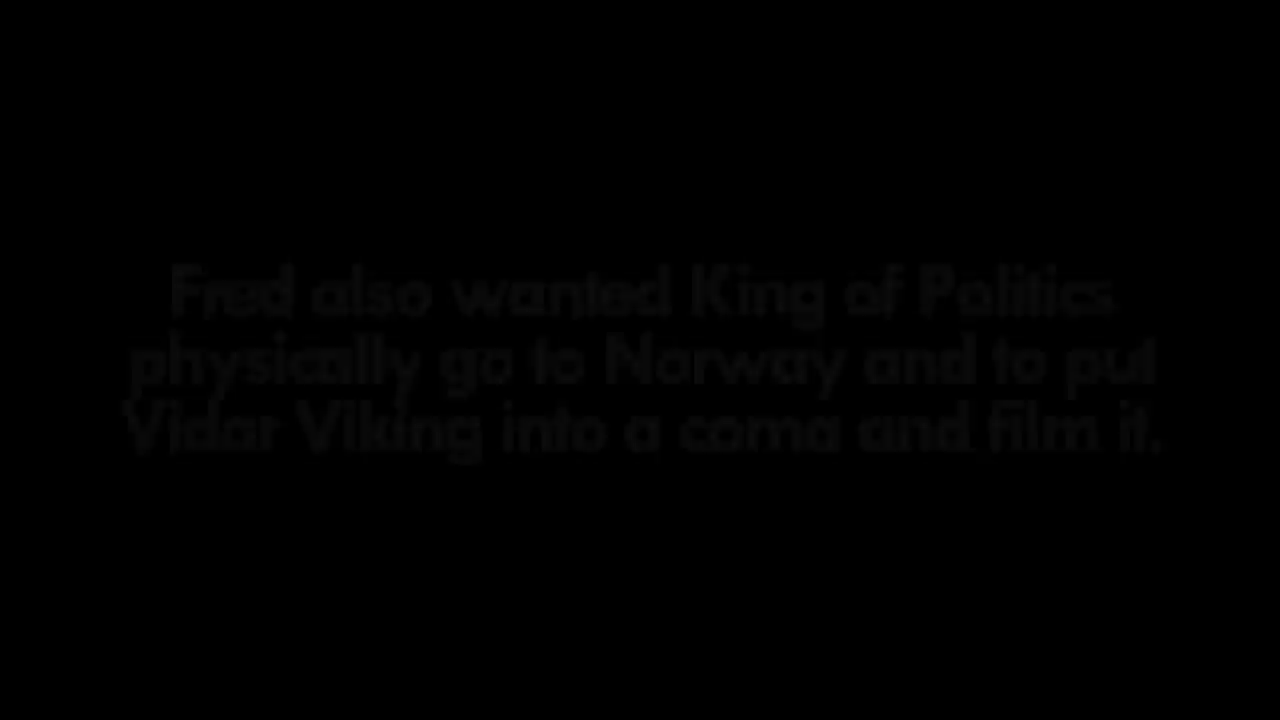 Fred also wanted King of Politics
physically go to Norway and to put
Vidar Viking into a coma and film it.